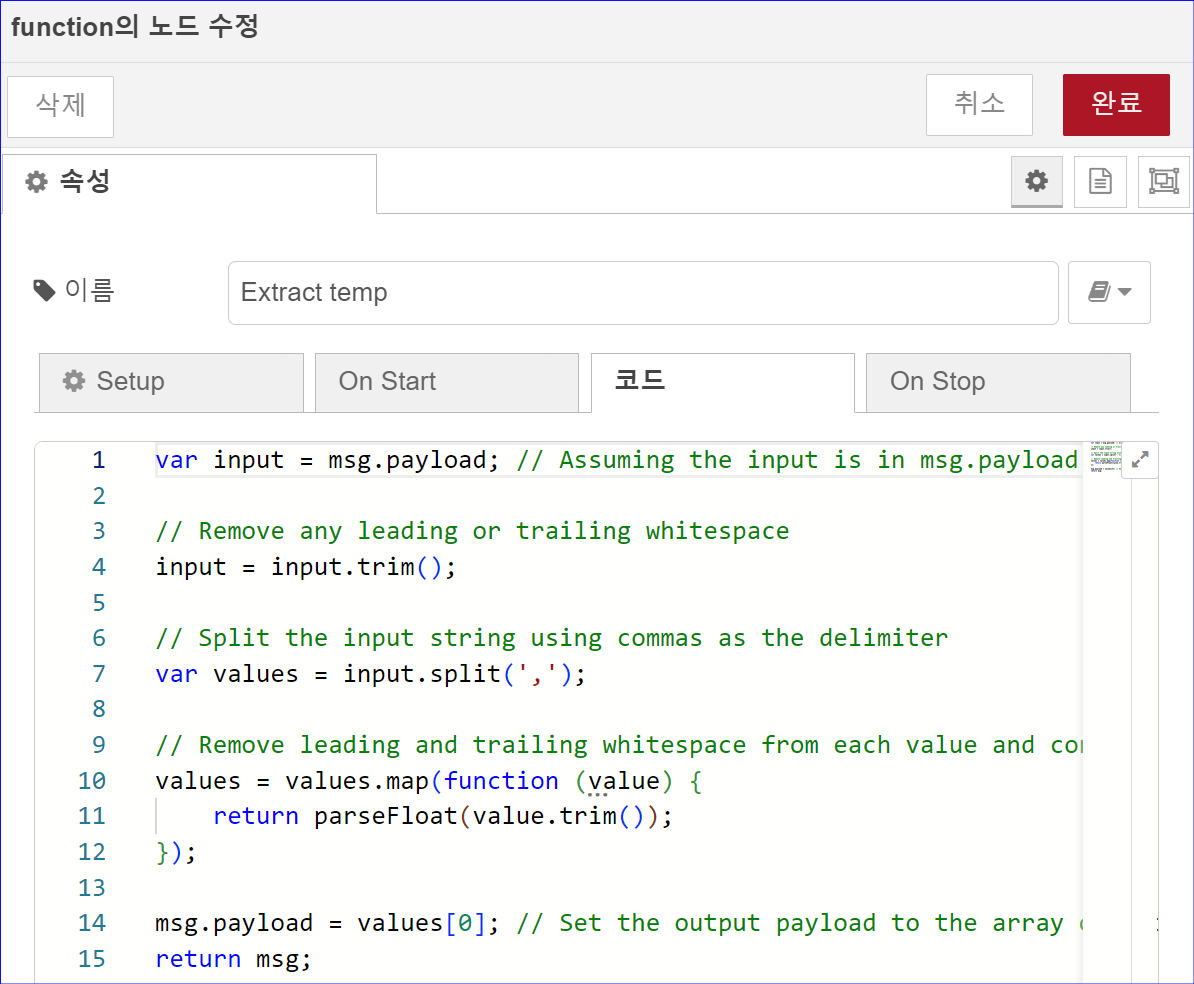 function의 노드 수정
삭제
취소
완료
속성
이름
Extract temp
Setup
On Start
코드
On Stop
1 var input = msg.payload; // Assuming the input is in msg.payload
2
3 // Remove any leading or trailing whitespace
4 input = input.trim();
5
6 // Split the input string using commas as the delimiter
7 var values = input.split(',');
8
9 // Remove leading and trailing whitespace from each value and
10 values = values.map(function (value) {
11 return parseFloat(value.trim());
12 });
13
14 msg.payload = values[0]; // Set the output payload to the array
15 return msg;